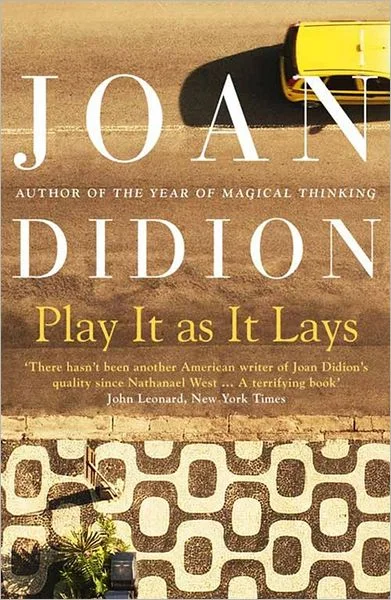 JOAN
AUTHOR OF THE YEAR OF MAGICAL THINKING
DIDION
Play It as It Lays
‘There hasn’t been another American writer of Joan Didion’s
quality since Nathanael West ... A terrifying book’
John Leonard, New York Times